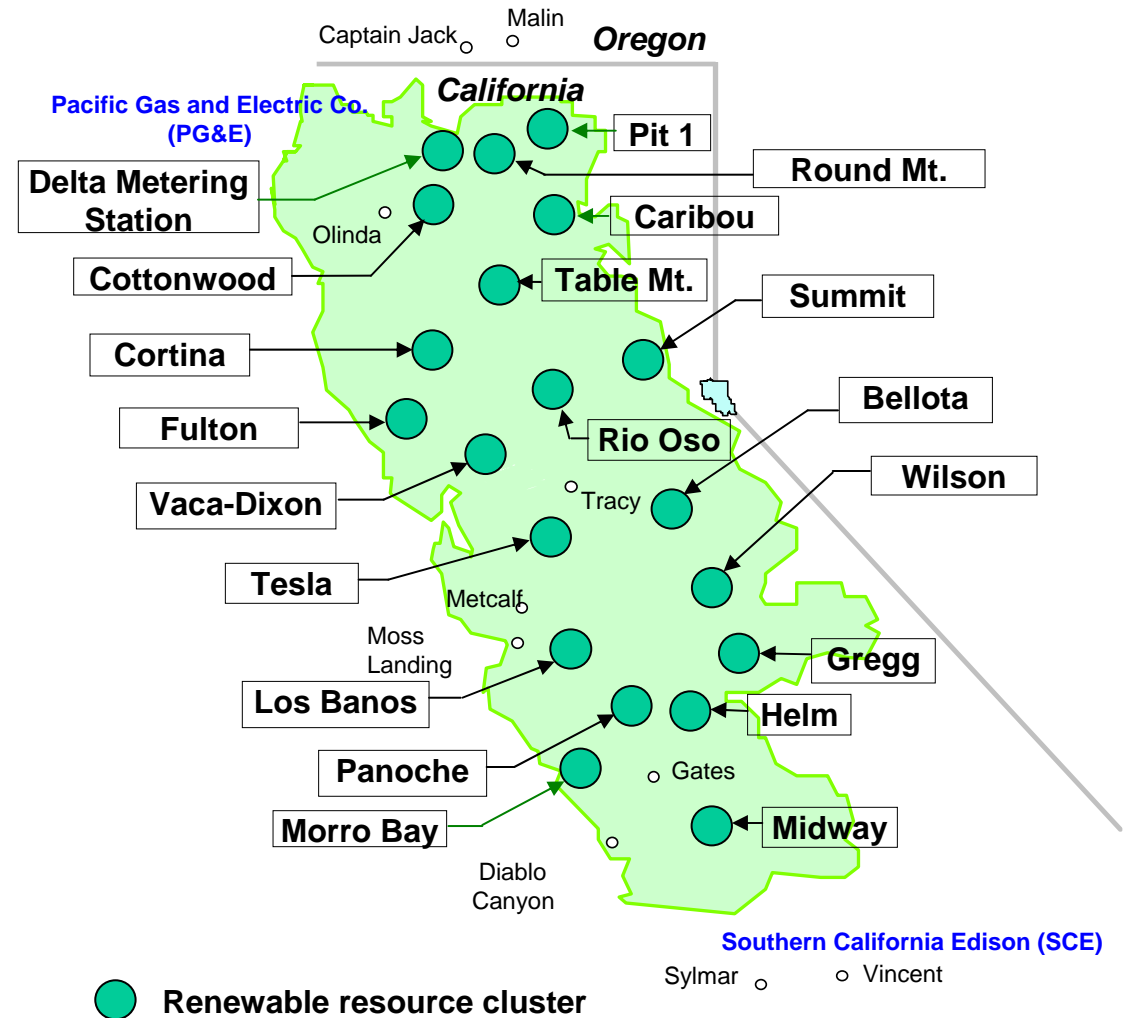 Malin
Captain Jack
Oregon
California
Pacific Gas and Electric Co.
(PG&E)
Pit 1
Round Mt.
Delta Metering
Station
Caribou
Olinda
Cottonwood
Table Mt.
Summit
Cortina
Bellota
Fulton
Rio Oso
Wilson
Vaca-Dixon
Tracy
Tesla
Metcalf
Moss
Landing
Gregg
Los Banos
Helm
Panoche
Gates
Morro Bay
Midway
Diablo
Canyon
Southern California Edison (SCE)
Sylmar
Vincent
Renewable resource cluster